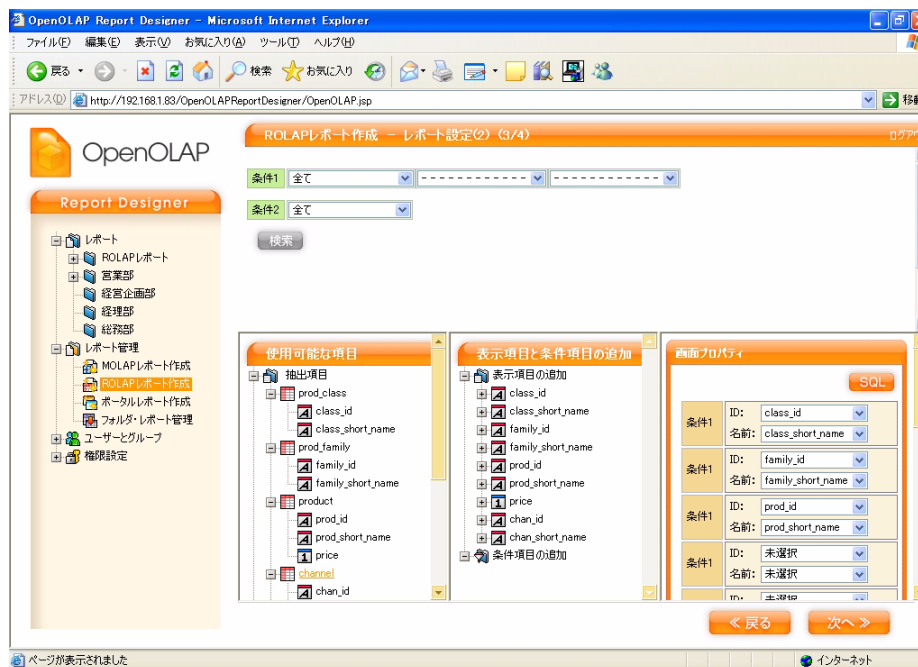 OpenOLAP Report Designer - Microsoft Internet Explorer
ファイル(F) 編集(E) 表示(V) お気に入り(A) ツール(T) ヘルプ(H)
戻る 検索 お気に入り
アドレス(D) http://192.168.1.83/OpenOLAPReportDesigner/OpenOLAP.jsp 移動
OpenOLAP
Report Designer
レポート
ROLAPレポート
営業部
経営企画部
経理部
総務部
レポート管理
MOLAPレポート作成
ROLAPレポート作成
ポータルレポート作成
フォルダ・レポート管理
ユーザーとグループ
権限設定
ROLAPレポート作成 - レポート設定(2) (3/4)
ログアウ
条件1 全て ------------ ------------
条件2 全て
検索
使用可能な項目
抽出項目
prod_class
class_id
class_short_name
prod_family
family_id
family_short_name
product
prod_id
prod_short_name
price
channel
chan_id
表示項目と条件項目の追加
表示項目の追加
class_id
class_short_name
family_id
family_short_name
prod_id
prod_short_name
price
chan_id
chan_short_name
条件項目の追加
画面プロパティ
SQL
条件1 ID: class_id
名前: class_short_name
条件1 ID: family_id
名前: family_short_name
条件1 ID: prod_id
名前: prod_short_name
条件1 ID: 未選択
名前: 未選択
ID: 未選択
≪ 戻る 次へ ≫
ページが表示されました インターネット